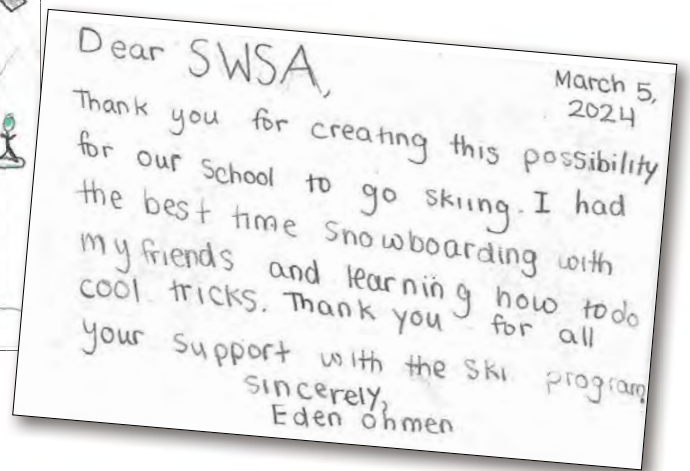 Dear SWSA,
March 5,
2024
Thank you for creating this possibility
for our school to go skiing. I had
the best time snowboarding with
my friends and learning how to do
cool tricks. Thank you for all
your support with the ski program
Sincerely,
Eden Ohmen